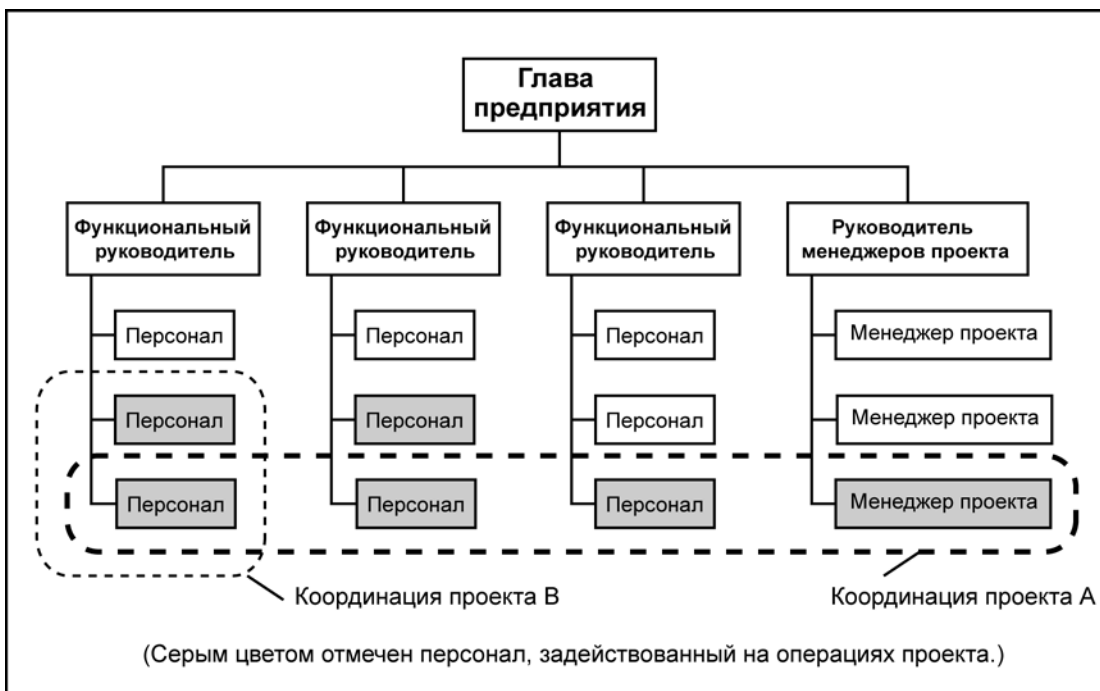 Глава
предприятия
Функциональный
руководитель
Функциональный
руководитель
Функциональный
руководитель
Руководитель
менеджеров проекта
Персонал
Персонал
Персонал
Менеджер проекта
Персонал
Персонал
Персонал
Менеджер проекта
Персонал
Персонал
Персонал
Менеджер проекта
Координация проекта В
Координация проекта А
(Серым цветом отмечен персонал, задействованный на операциях проекта.)